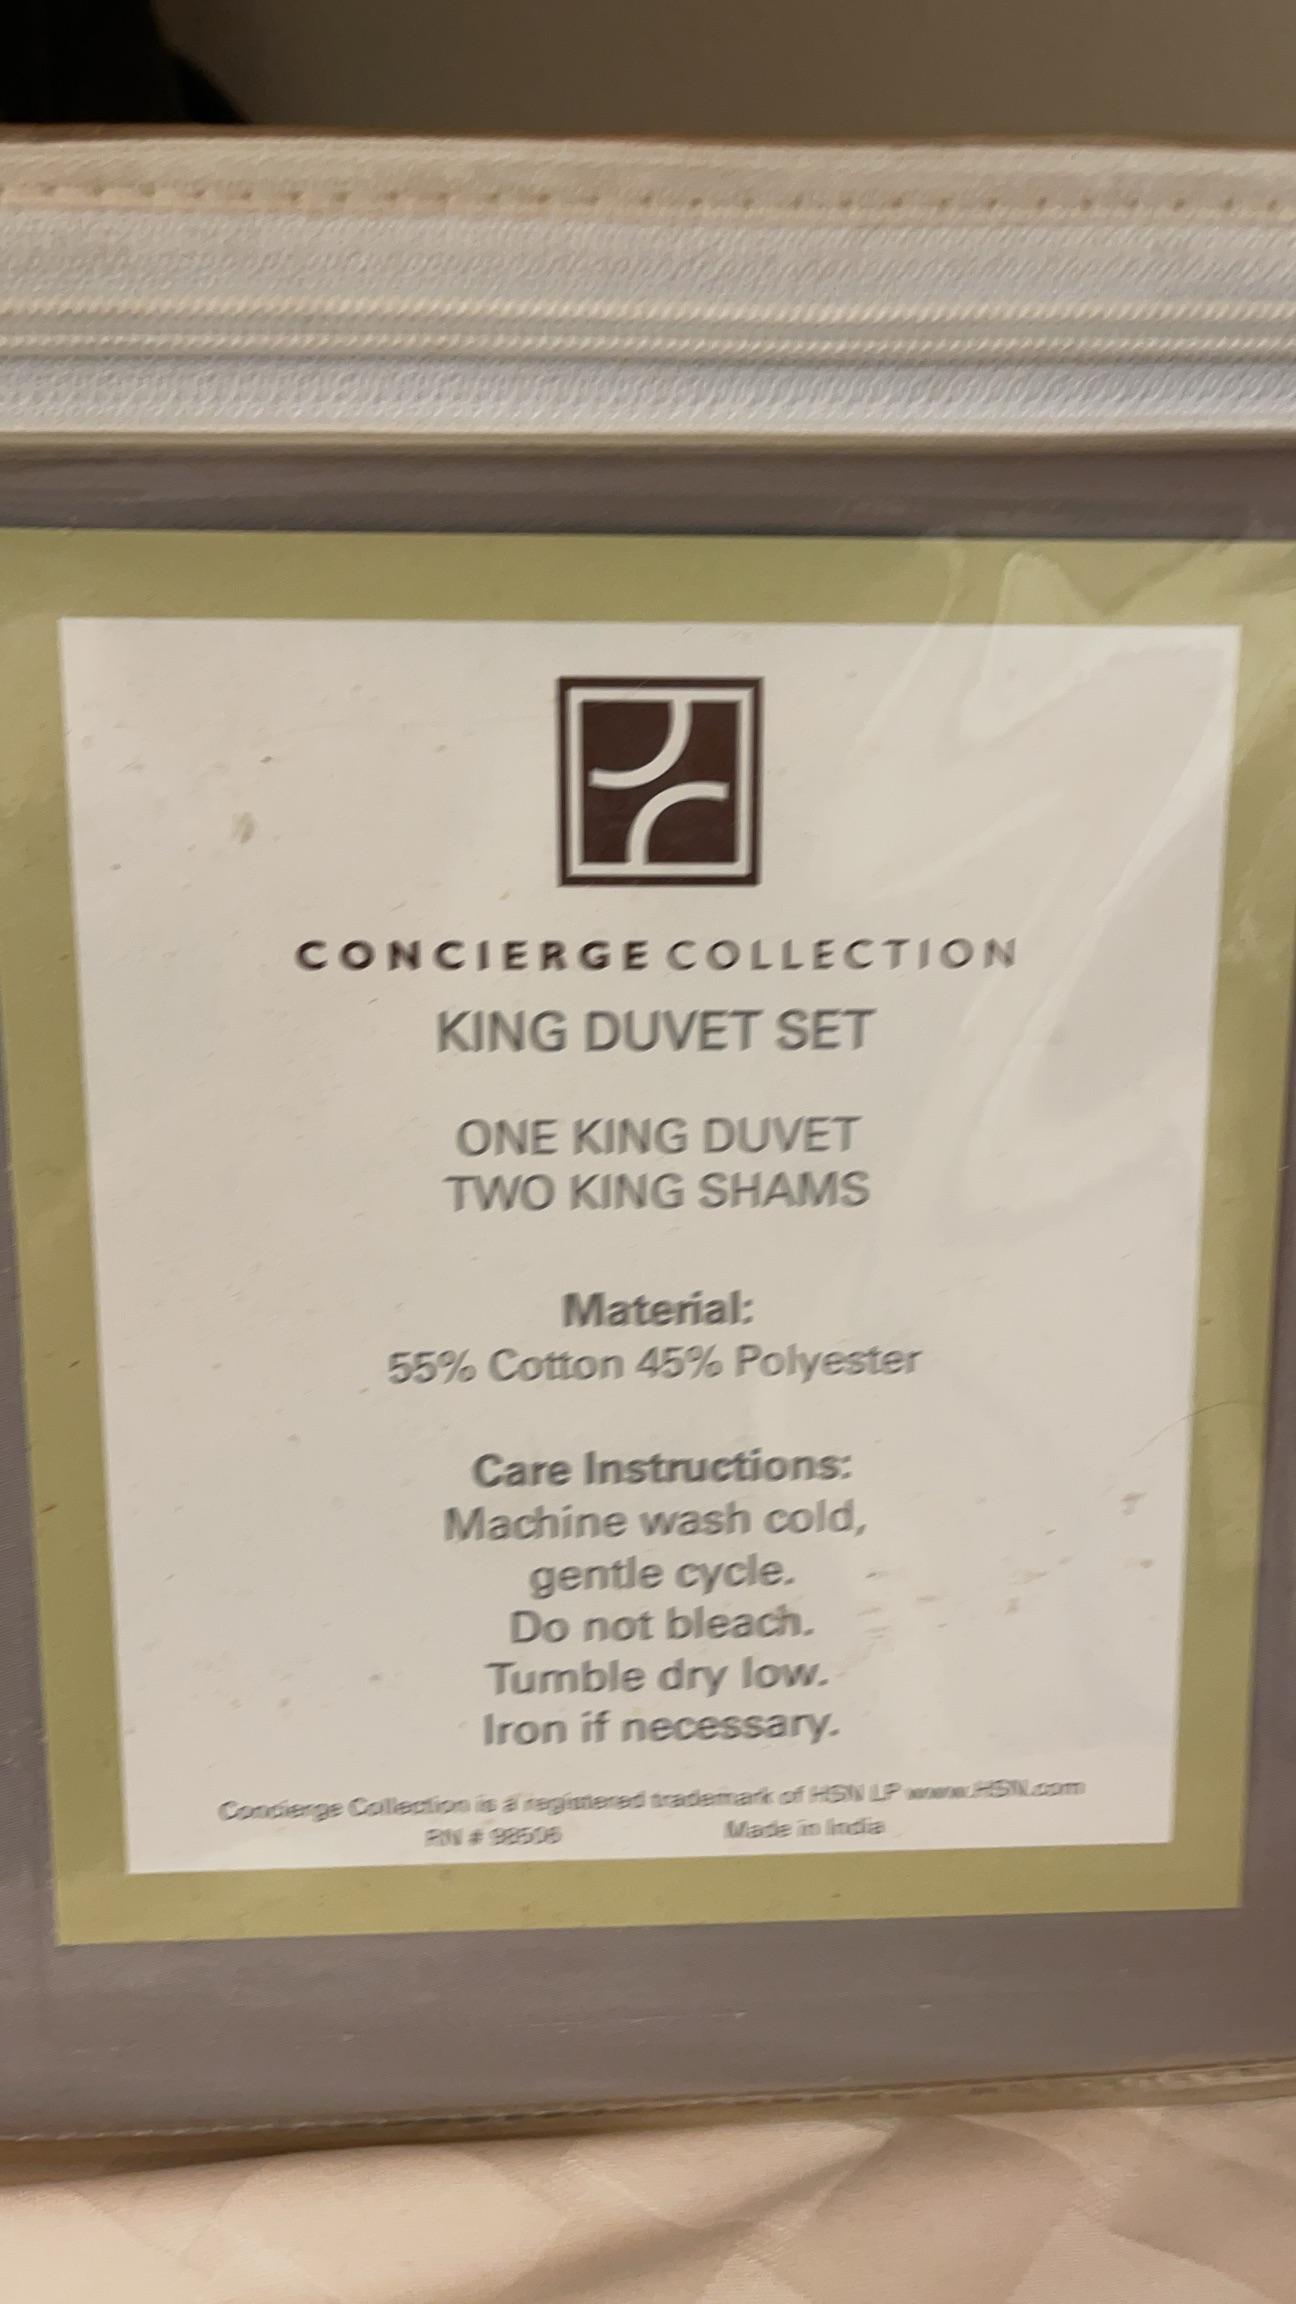 CONCIERGE COLLECTION
KING DUVET SET
ONE KING DUVET
TWO KING SHAMS
Material:
55% Cotton 45% Polyester
Care Instructions:
Machine wash cold,
gentle cycle.
Do not bleach.
Tumble dry low.
Iron if necessary.
Concierge Collection is a registered trademark of HSN LP www.HSN.com
RN # 98506 Made in India